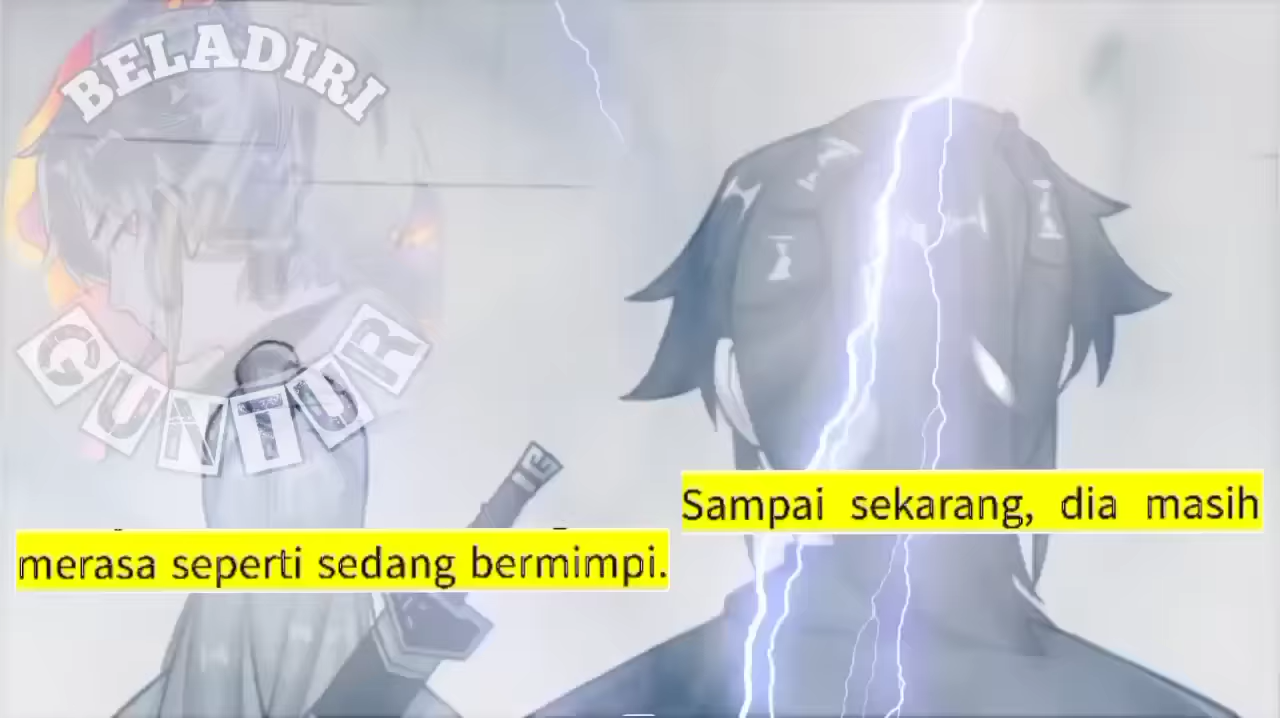 BELADIRI
GUNTUR
Sampai sekarang, dia masih
merasa seperti sedang bermimpi.